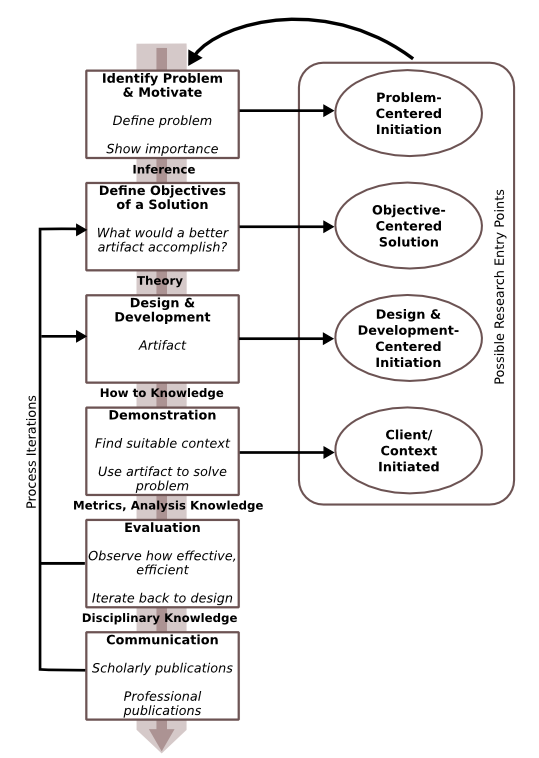 Identify Problem
& Motivate
Define problem
Show importance
Inference
Define Objectives
of a Solution
What would a better
artifact accomplish?
Theory
Design &
Development
Artifact
How to Knowledge
Demonstration
Find suitable context
Use artifact to solve
problem
Metrics, Analysis Knowledge
Evaluation
Observe how effective,
efficient
Iterate back to design
Disciplinary Knowledge
Communication
Scholarly publications
Professional
publications
Process Iterations
Problem-
Centered
Initiation
Objective-
Centered
Solution
Design &
Development-
Centered
Initiation
Client/
Context
Initiated
Possible Research Entry Points